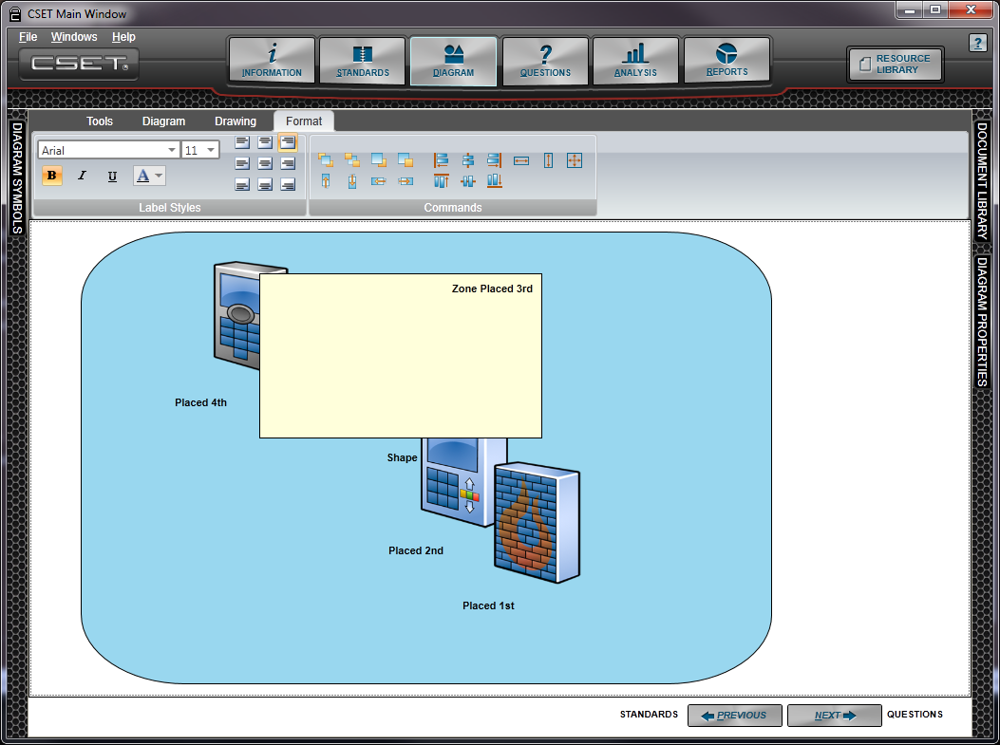 CSET Main Window
File Windows Help
CSET
INFORMATION
STANDARDS
DIAGRAM
?
QUESTIONS
ANALYSIS
REPORTS
RESOURCE
LIBRARY
?
Tools Diagram Drawing Format
Arial 11
B I U A
Label Styles Commands
DIAGRAM SYMBOLS
DOCUMENT LIBRARY
DIAGRAM PROPERTIES
Zone Placed 3rd
Placed 4th
Shape
Placed 2nd
Placed 1st
STANDARDS PREVIOUS NEXT QUESTIONS